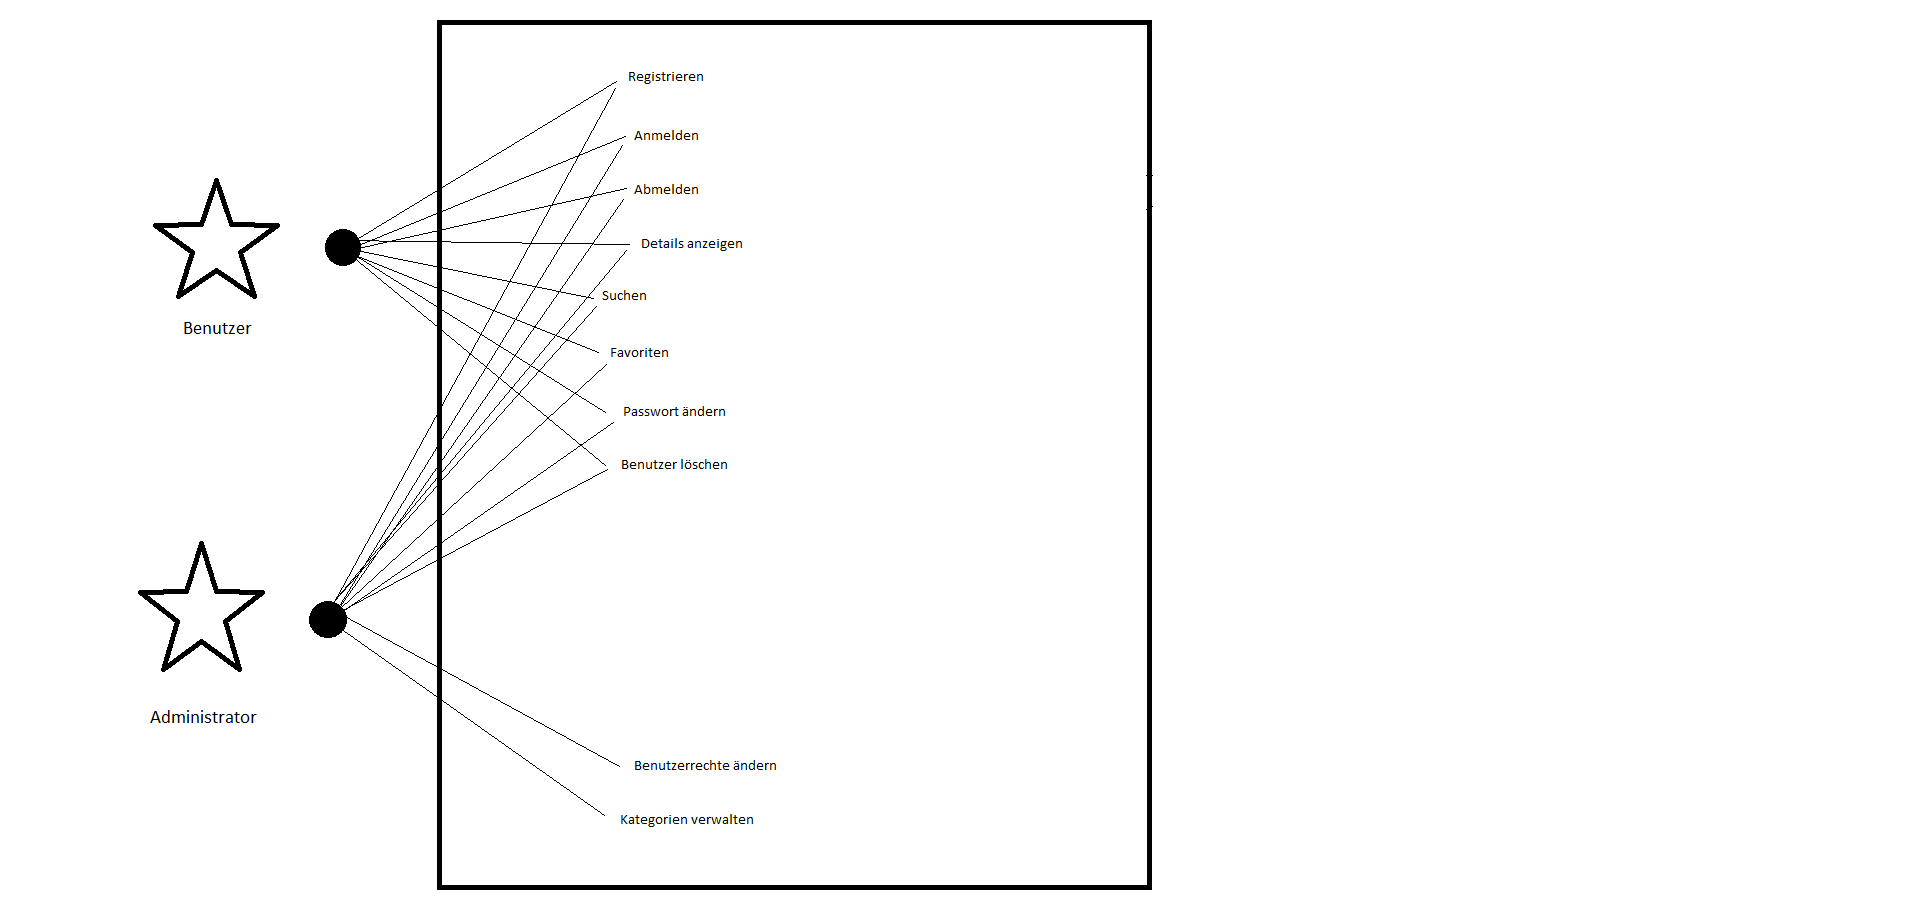 Registrieren
Anmelden
Abmelden
Details anzeigen
Suchen
Benutzer
Favoriten
Passwort ändern
Benutzer löschen
Administrator
Benutzerrechte ändern
Kategorien verwalten